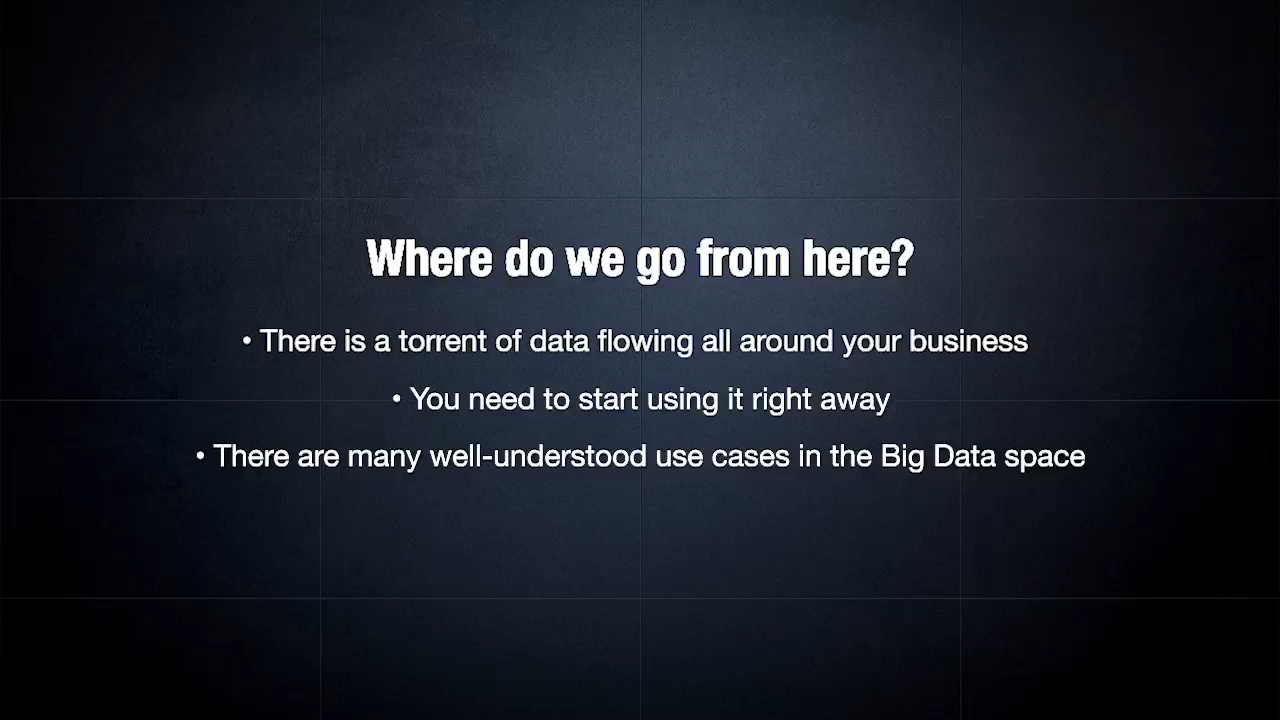 Where do we go from here?
• There is a torrent of data flowing all around your business
• You need to start using it right away
• There are many well-understood use cases in the Big Data space